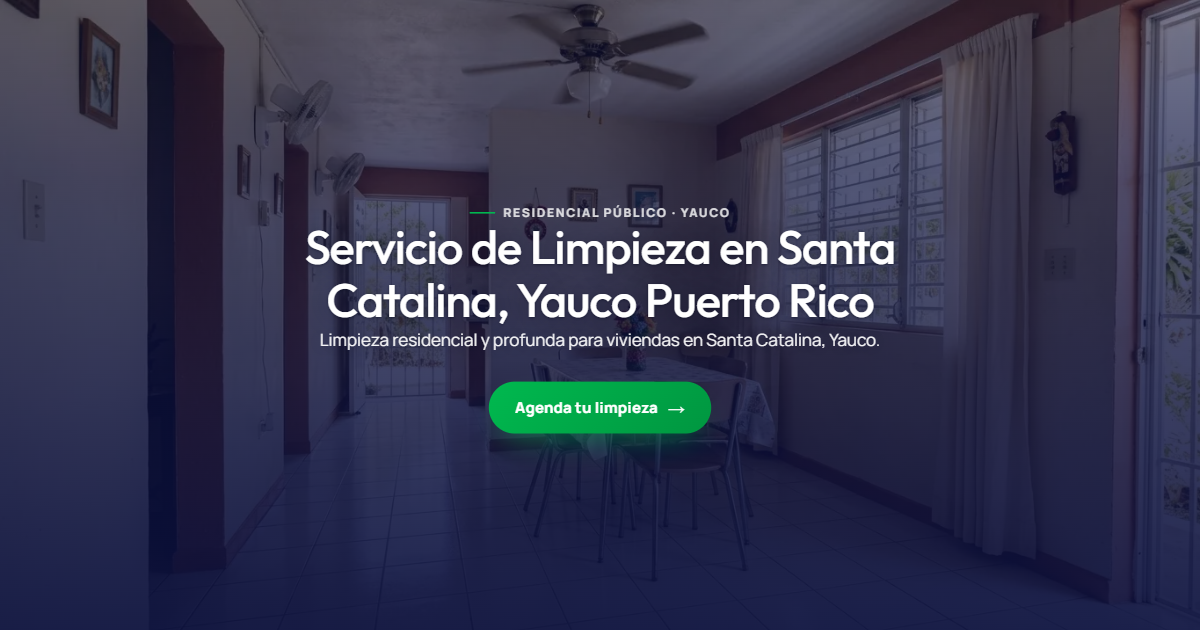 RESIDENCIAL PÚBLICO · YAUCO
Servicio de Limpieza en Santa
Catalina, Yauco Puerto Rico
Limpieza residencial y profunda para viviendas en Santa Catalina, Yauco.
Agenda tu limpieza →